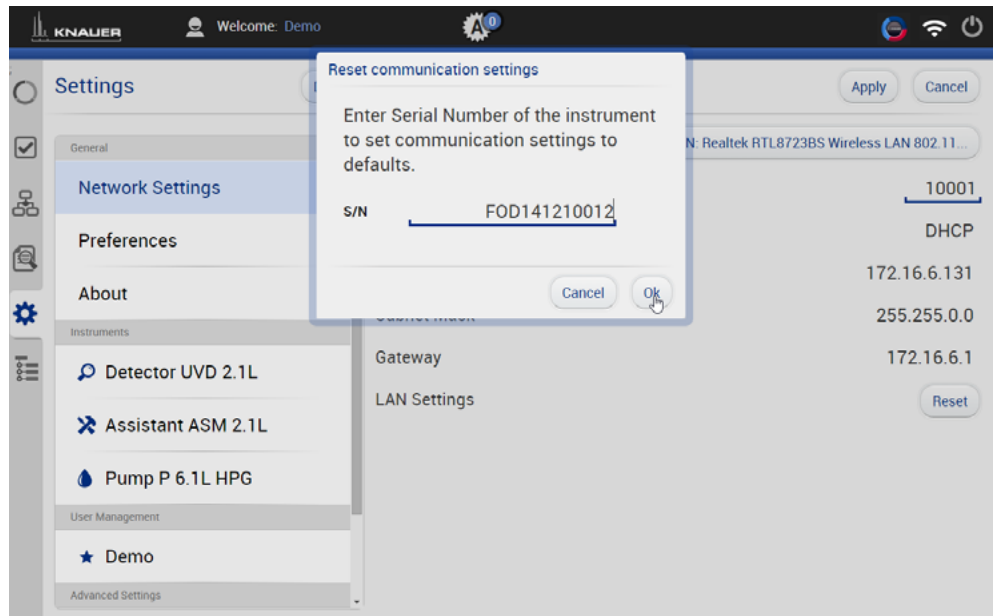 KNAUER
Welcome: Demo
A 0
Settings
Apply
Cancel
Reset communication settings
Enter Serial Number of the instrument
to set communication settings to
defaults.
S/N FOD141210012
Cancel
Ok
General
Network Settings
Preferences
About
Instruments
Detector UVD 2.1L
Assistant ASM 2.1L
Pump P 6.1L HPG
User Management
Demo
Advanced Settings
N: Realtek RTL8723BS Wireless LAN 802.11...
10001
DHCP
172.16.6.131
Subnet Mask 255.255.0.0
Gateway 172.16.6.1
LAN Settings Reset